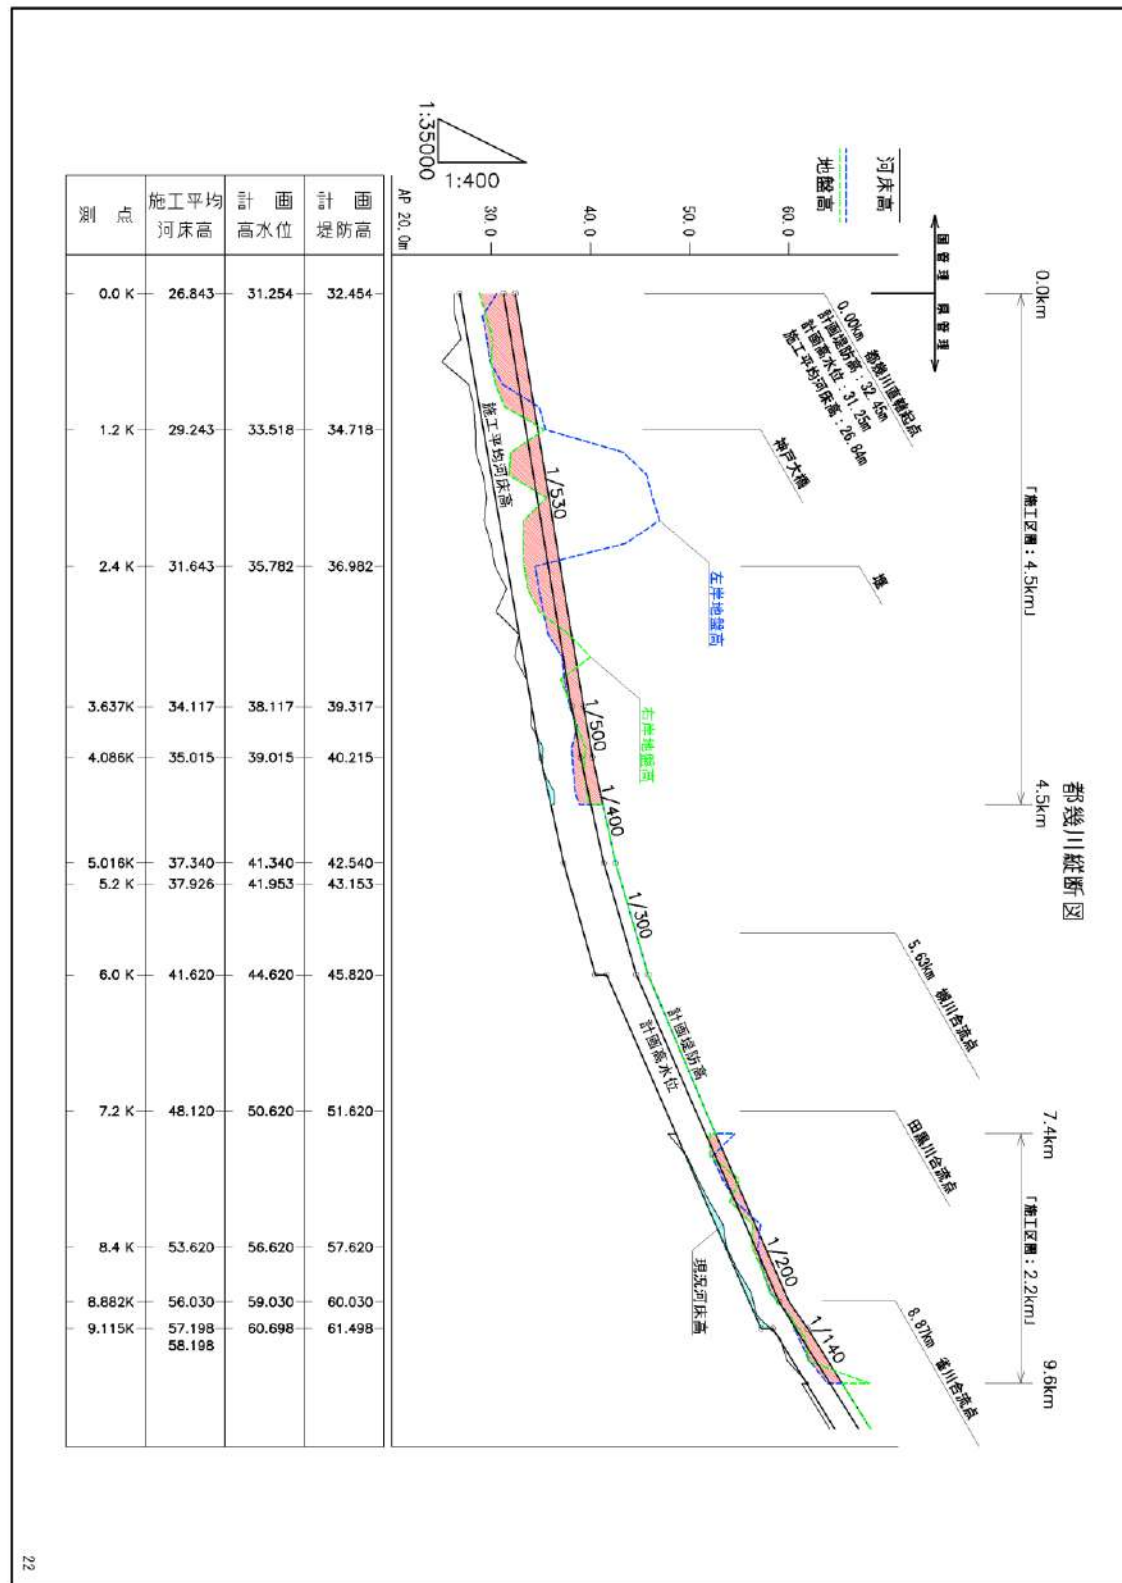 都幾川縦断図
0.0km
4.5km
7.4km
9.6km
「施工区間：4.5km」
「施工区間：2.2km」
国管理
県管理
0.00km 都幾川直轄起点
計画堤防高：32.45m
計画高水位：31.25m
施工平均河床高：26.84m
神戸大橋
堰
5.63km 槻川合流点
田黒川合流点
8.87km 雀川合流点
河床高
地盤高
60.0
50.0
40.0
30.0
AP 20.0m
1:400
1:35000
左岸地盤高
右岸地盤高
1/530
1/500
1/400
1/300
1/200
1/140
施工平均河床高
計画堤防高
計画高水位
現況河床高
測点 施工平均河床高 計画高水位 計画堤防高
0.0 K 26.843 31.254 32.454
1.2 K 29.243 33.518 34.718
2.4 K 31.643 35.782 36.982
3.637K 34.117 38.117 39.317
4.086K 35.015 39.015 40.215
5.016K 37.340 41.340 42.540
5.2 K 37.926 41.953 43.153
6.0 K 41.620 44.620 45.820
7.2 K 48.120 50.620 51.620
8.4 K 53.620 56.620 57.620
8.882K 56.030 59.030 60.030
9.115K 57.198 60.698 61.498
58.198
22